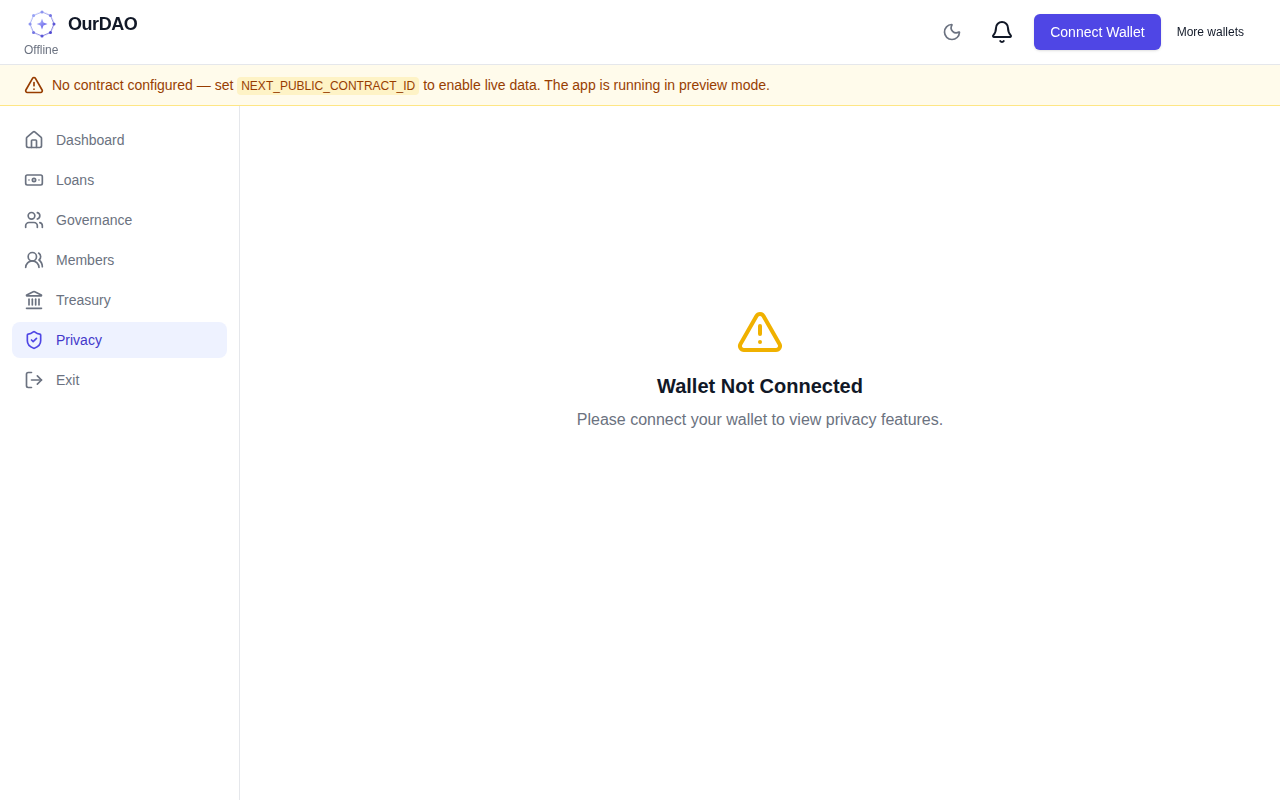 OurDAO
Offline
Connect Wallet
More wallets
No contract configured — set NEXT_PUBLIC_CONTRACT_ID to enable live data. The app is running in preview mode.
Dashboard
Loans
Governance
Members
Treasury
Privacy
Exit
Wallet Not Connected
Please connect your wallet to view privacy features.